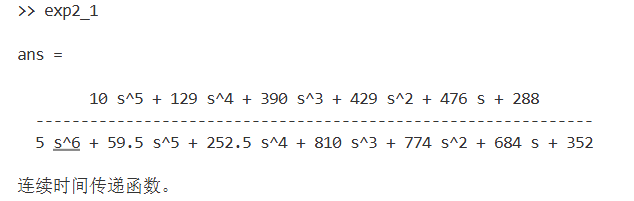 >> exp2_1
ans =
10 s^5 + 129 s^4 + 390 s^3 + 429 s^2 + 476 s + 288
-----------------------------------------------------------
5 s^6 + 59.5 s^5 + 252.5 s^4 + 810 s^3 + 774 s^2 + 684 s + 352
连续时间传递函数。